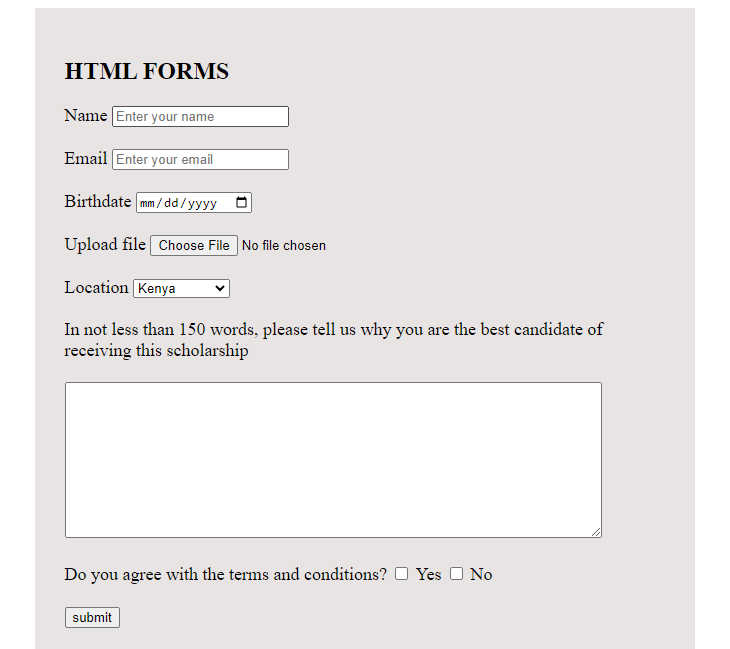 HTML FORMS
Name Enter your name
Email Enter your email
Birthdate mm/dd/yyyy
Upload file Choose File No file chosen
Location Kenya
In not less than 150 words, please tell us why you are the best candidate of
receiving this scholarship
Do you agree with the terms and conditions? Yes No
submit